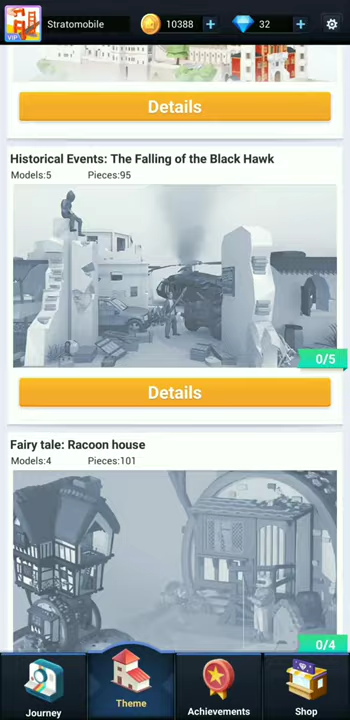 Stratomobile
10388 +
32 +
VIP
Details
Historical Events: The Falling of the Black Hawk
Models:5 Pieces:95
0/5
Details
Fairy tale: Racoon house
Models:4 Pieces:101
0/4
Journey
Theme
Achievements
Shop